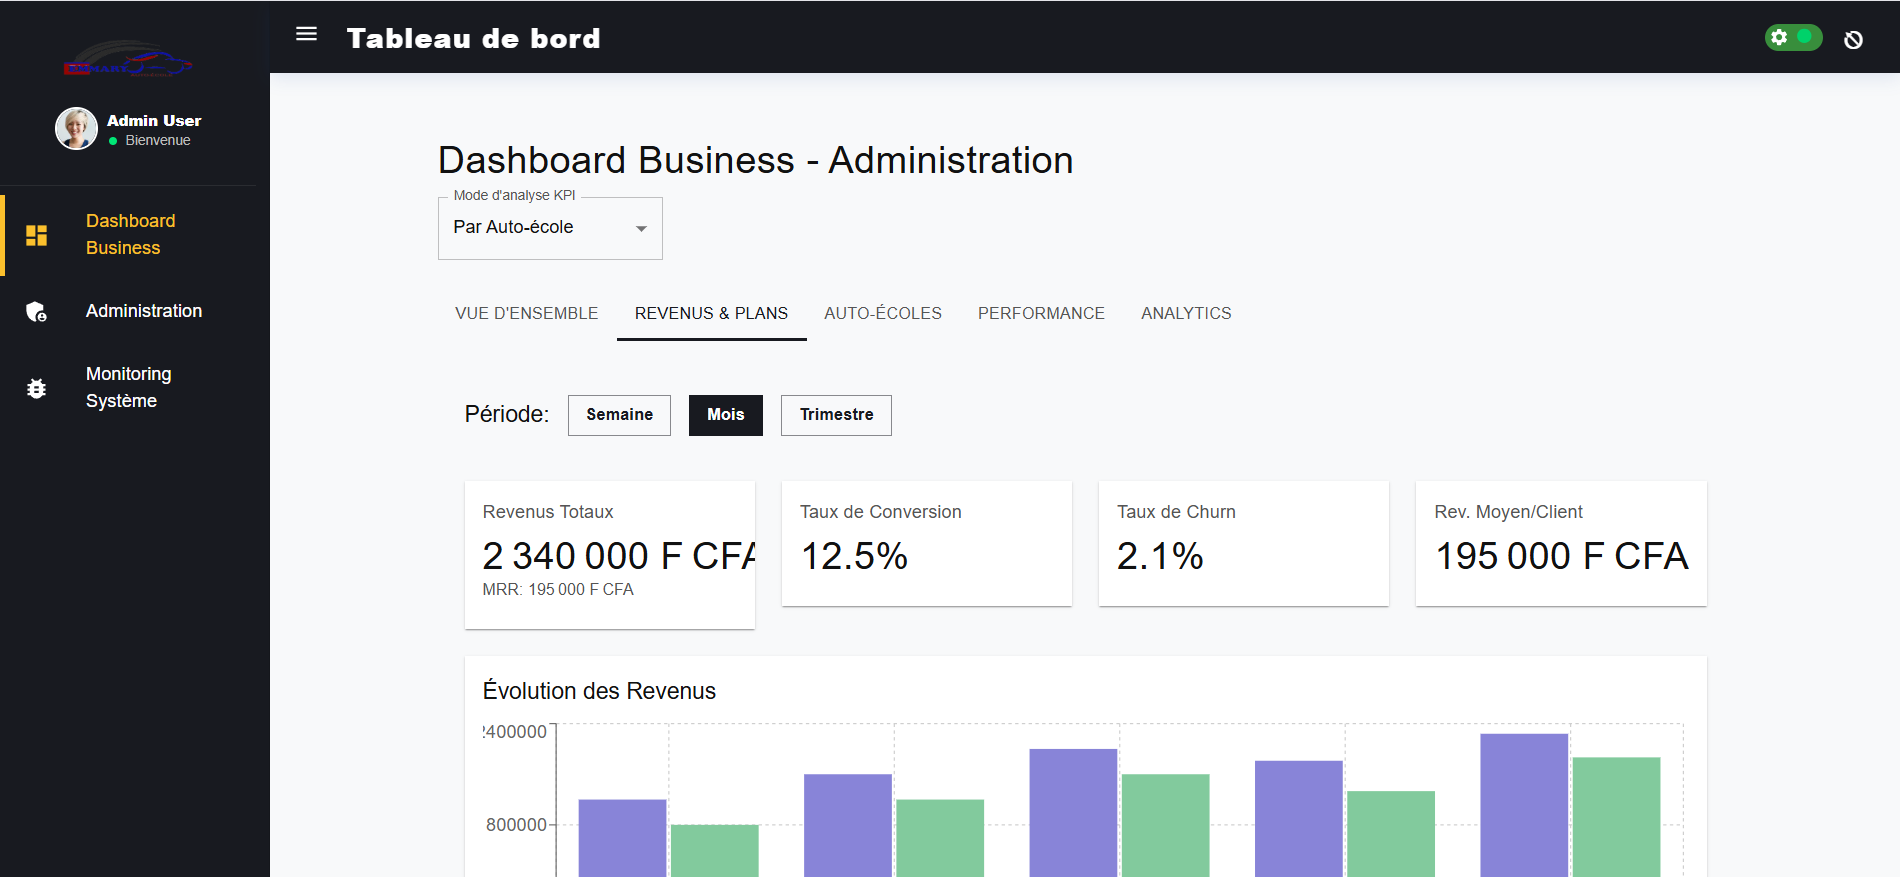 Tableau de bord
Admin User
Bienvenue
Dashboard
Business
Administration
Monitoring
Système
Dashboard Business - Administration
Mode d'analyse KPI
Par Auto-école
VUE D'ENSEMBLE REVENUS & PLANS AUTO-ÉCOLES PERFORMANCE ANALYTICS
Période: Semaine Mois Trimestre
Revenus Totaux
2 340 000 F CFA
MRR: 195 000 F CFA
Taux de Conversion
12.5%
Taux de Churn
2.1%
Rev. Moyen/Client
195 000 F CFA
Évolution des Revenus
2400000
800000